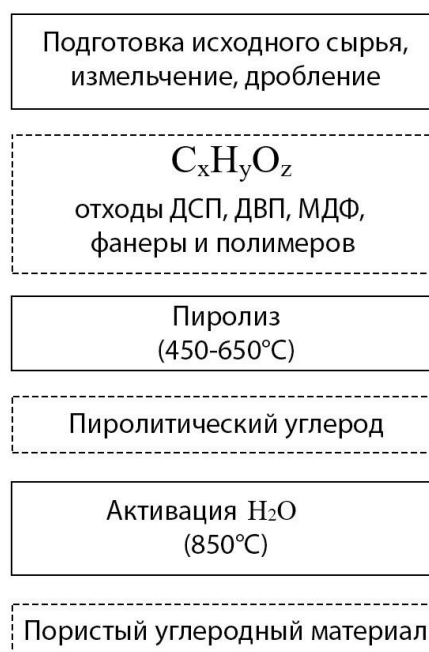 Подготовка исходного сырья,
измельчение, дробление
CₓHᵧO₂
отходы ДСП, ДВП, МДФ,
фанеры и полимеров
Пиролиз
(450-650°C)
Пиролитический углерод
Активация H₂O
(850°C)
Пористый углеродный материал